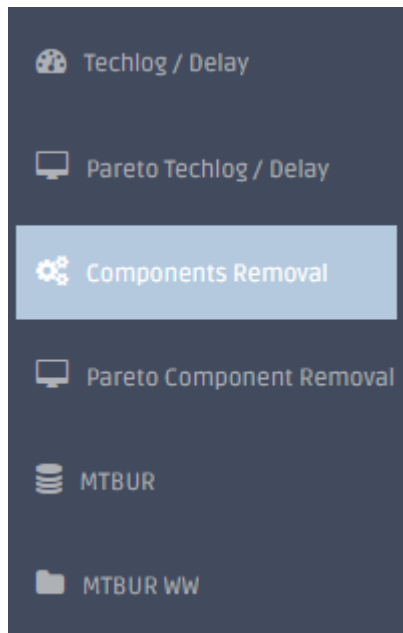 Techlog / Delay
Pareto Techlog / Delay
Components Removal
Pareto Component Removal
MTBUR
MTBUR WW